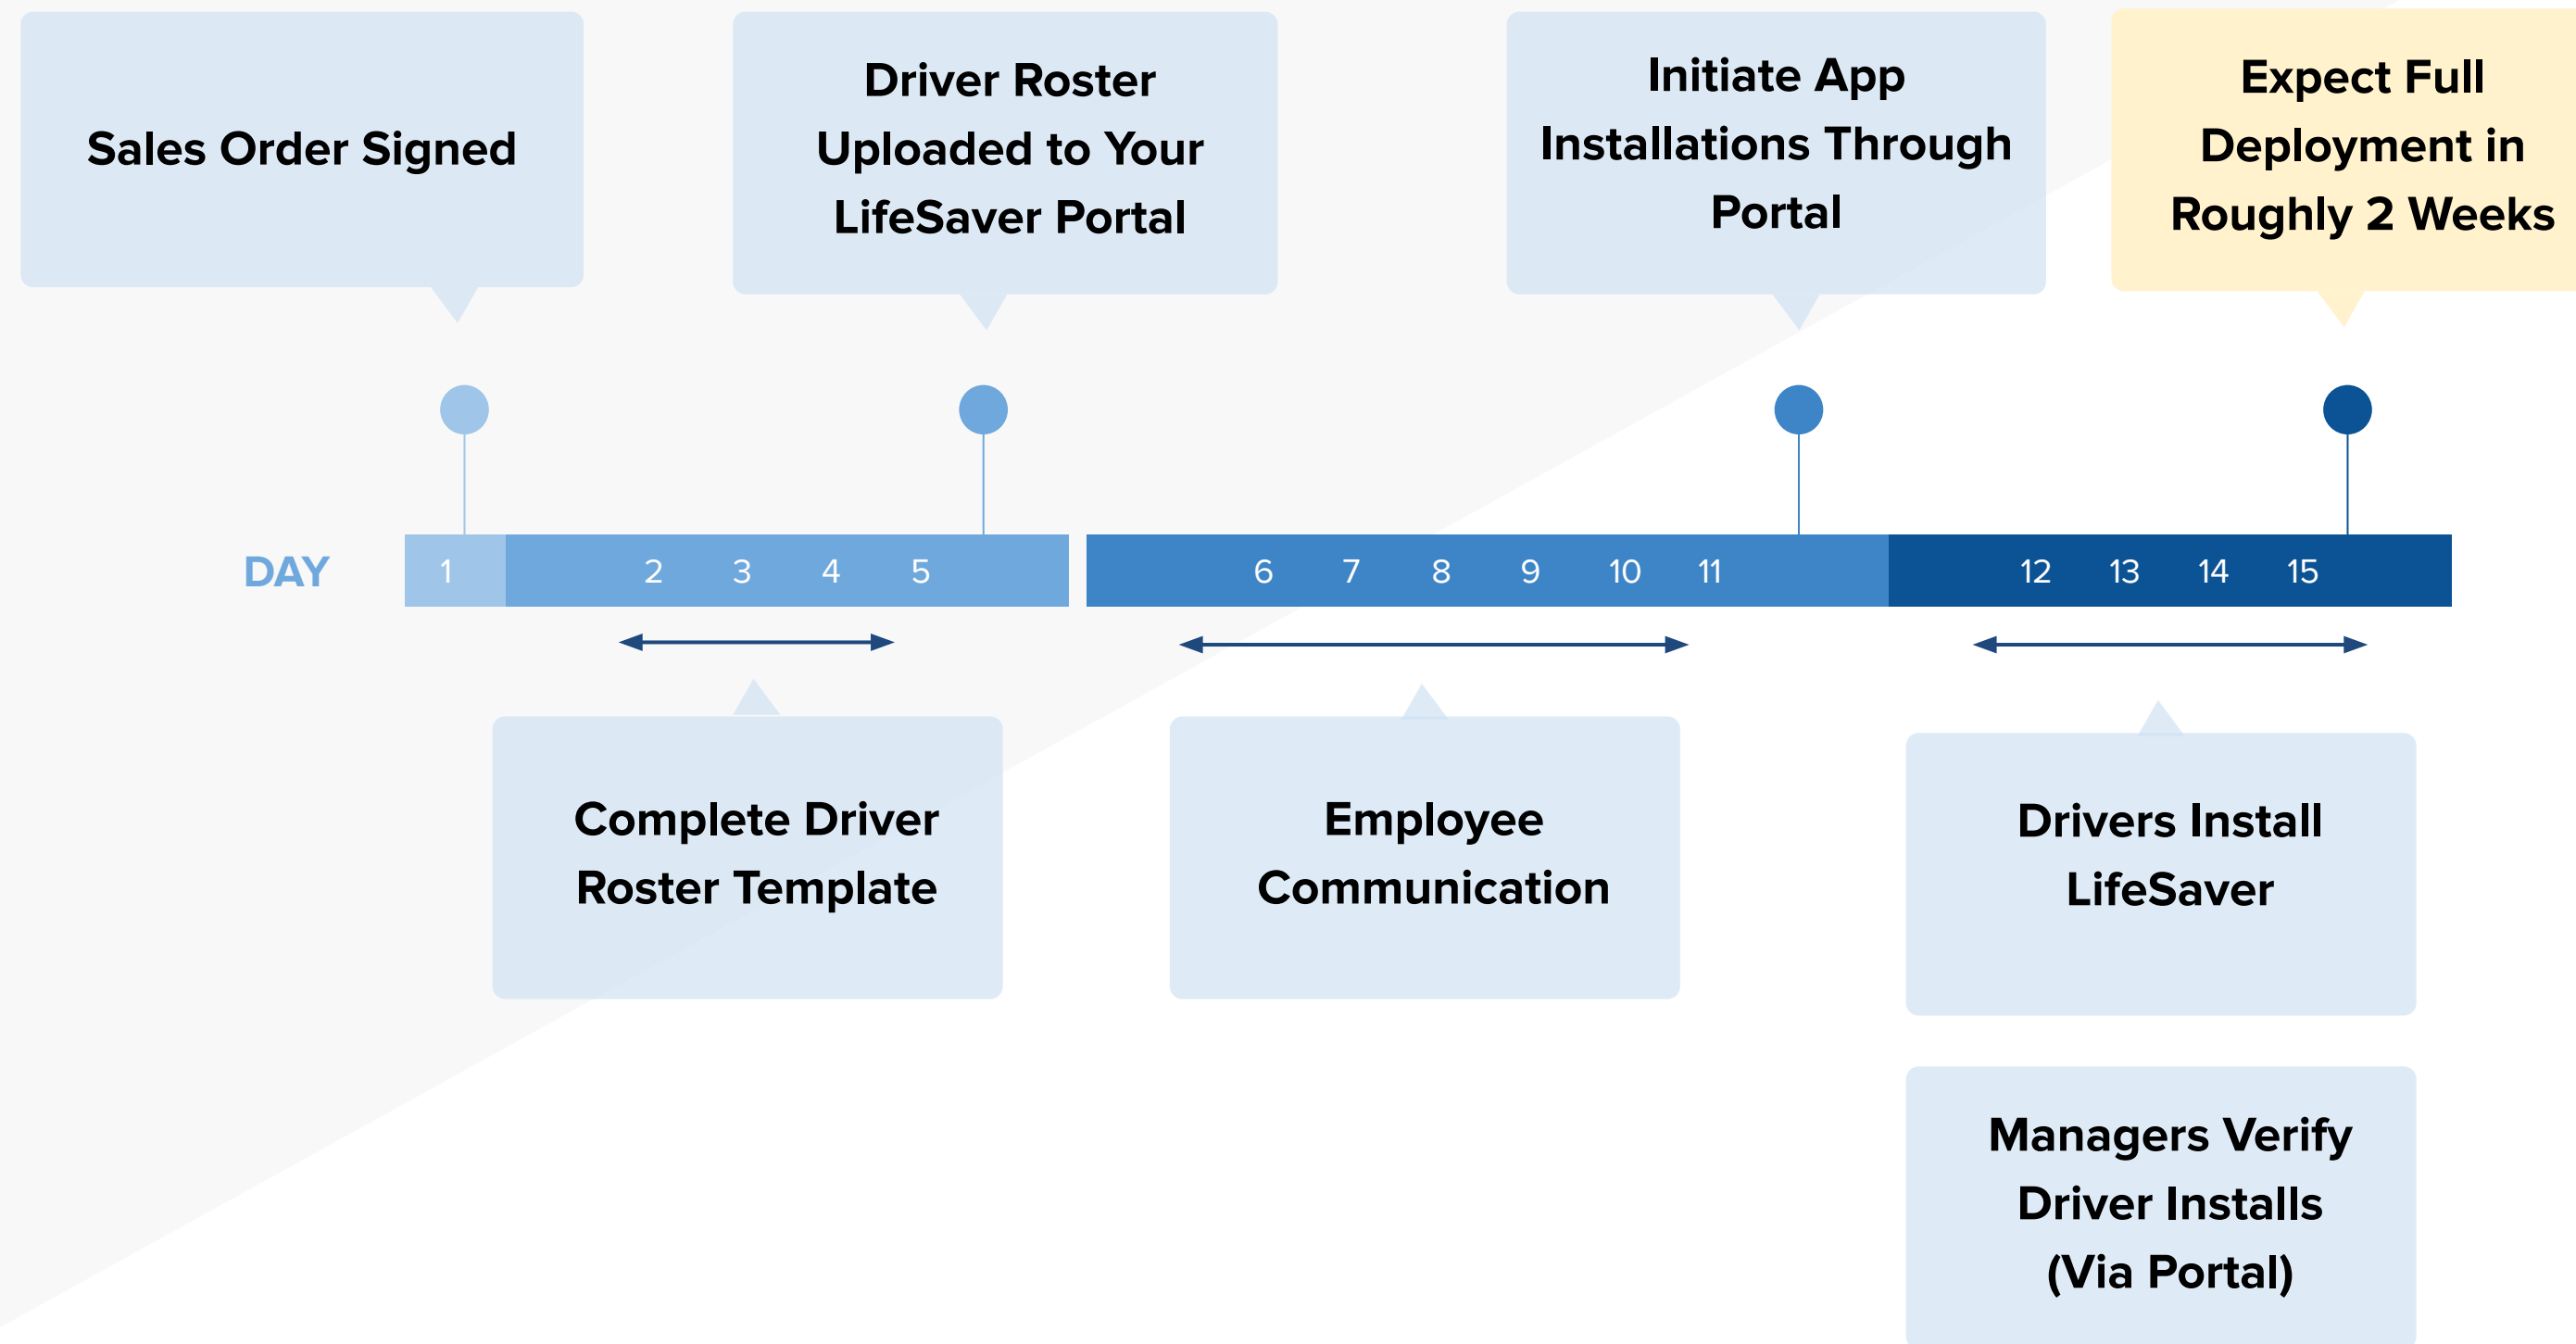 Sales Order Signed
Driver Roster
Uploaded to Your
LifeSaver Portal
Initiate App
Installations Through
Portal
Expect Full
Deployment in
Roughly 2 Weeks
DAY 1 2 3 4 5 6 7 8 9 10 11 12 13 14 15
Complete Driver
Roster Template
Employee
Communication
Drivers Install
LifeSaver
Managers Verify
Driver Installs
(Via Portal)